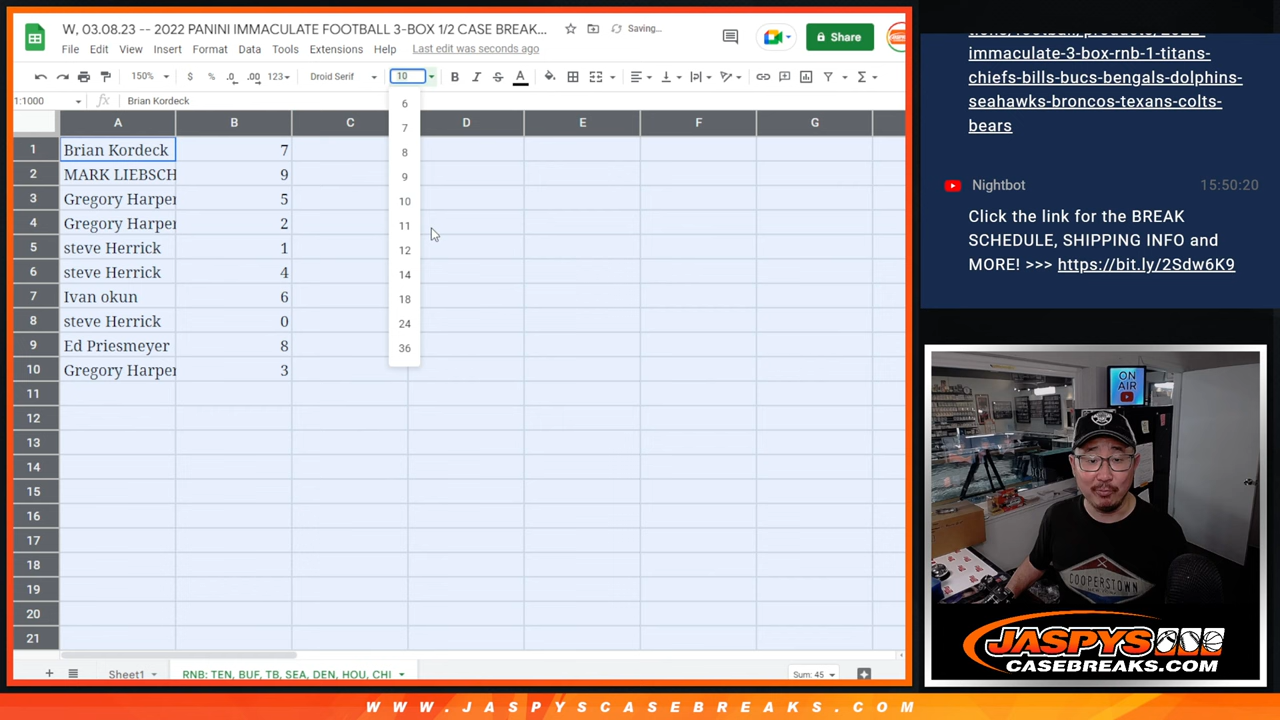 W, 03.08.23 -- 2022 PANINI IMMACULATE FOOTBALL 3-BOX 1/2 CASE BREAK...
Saving...
Share
File Edit View Insert Format Data Tools Extensions Help Last edit was seconds ago
150% $ % .0 .00 123 Droid Serif 10 B I S A
1:1000 fx Brian Kordeck
A B C D E F G
1 Brian Kordeck 7
2 MARK LIEBSCH 9
3 Gregory Harper 5
4 Gregory Harper 2
5 steve Herrick 1
6 steve Herrick 4
7 Ivan okun 6
8 steve Herrick 0
9 Ed Priesmeyer 8
10 Gregory Harper 3
11
12
13
14
15
16
17
18
19
20
21
6
7
8
9
10
11
12
14
18
24
36
Sheet1
RNB: TEN, BUF, TB, SEA, DEN, HOU, CHI
Sum: 45
immaculate-3-box-rnb-1-titans-
chiefs-bills-bucs-bengals-dolphins-
seahawks-broncos-texans-colts-
bears
Nightbot 15:50:20
Click the link for the BREAK
SCHEDULE, SHIPPING INFO and
MORE! >>> https://bit.ly/2Sdw6K9
ON
AIR
COOPERSTOWN
JASPYS
CASEBREAKS.COM
WWW.JASPYSCASEBREAKS.COM